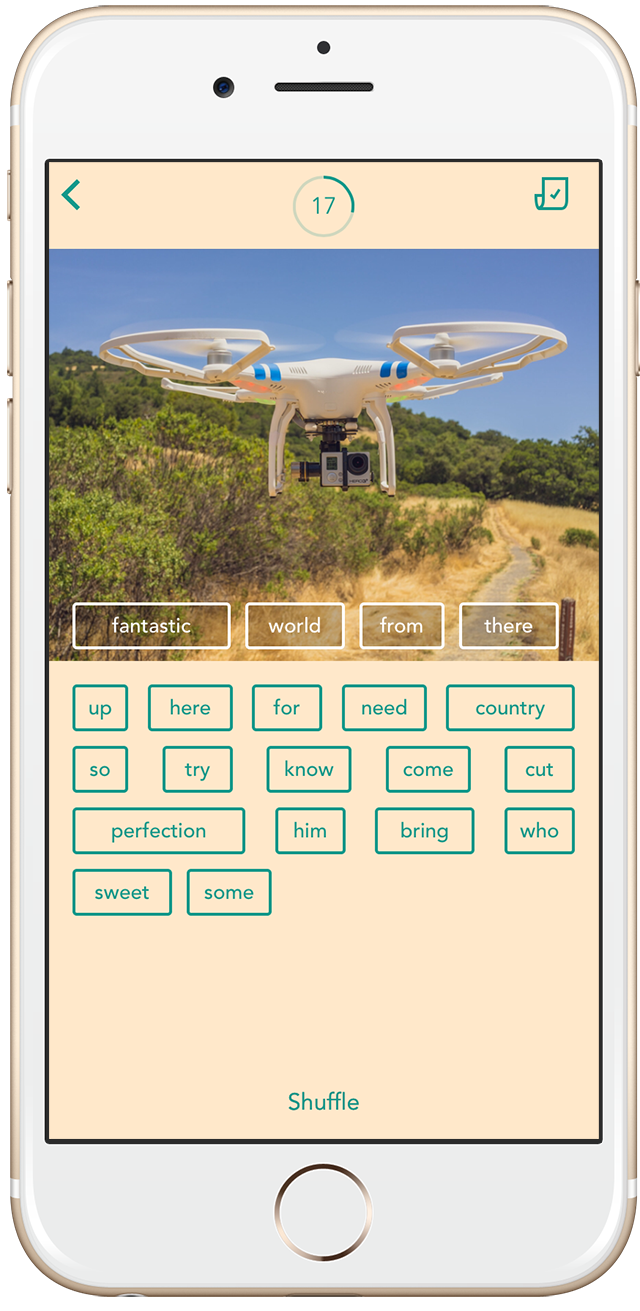 17
HERO3+
fantastic world from there
up here for need country
so try know come cut
perfection him bring who
sweet some
Shuffle